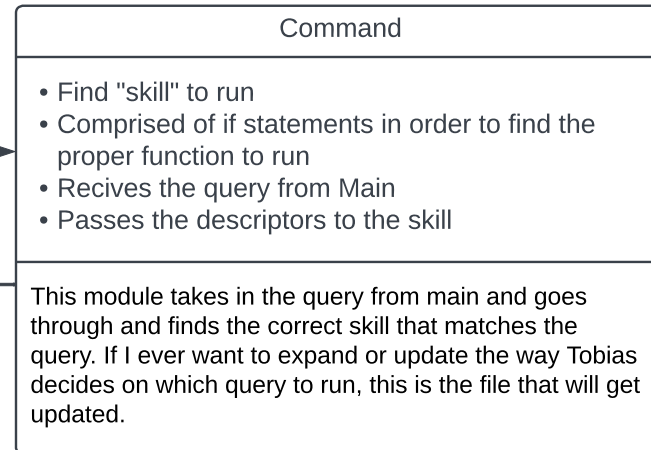 Command
• Find "skill" to run
• Comprised of if statements in order to find the
proper function to run
• Recives the query from Main
• Passes the descriptors to the skill
This module takes in the query from main and goes
through and finds the correct skill that matches the
query. If I ever want to expand or update the way Tobias
decides on which query to run, this is the file that will get
updated.